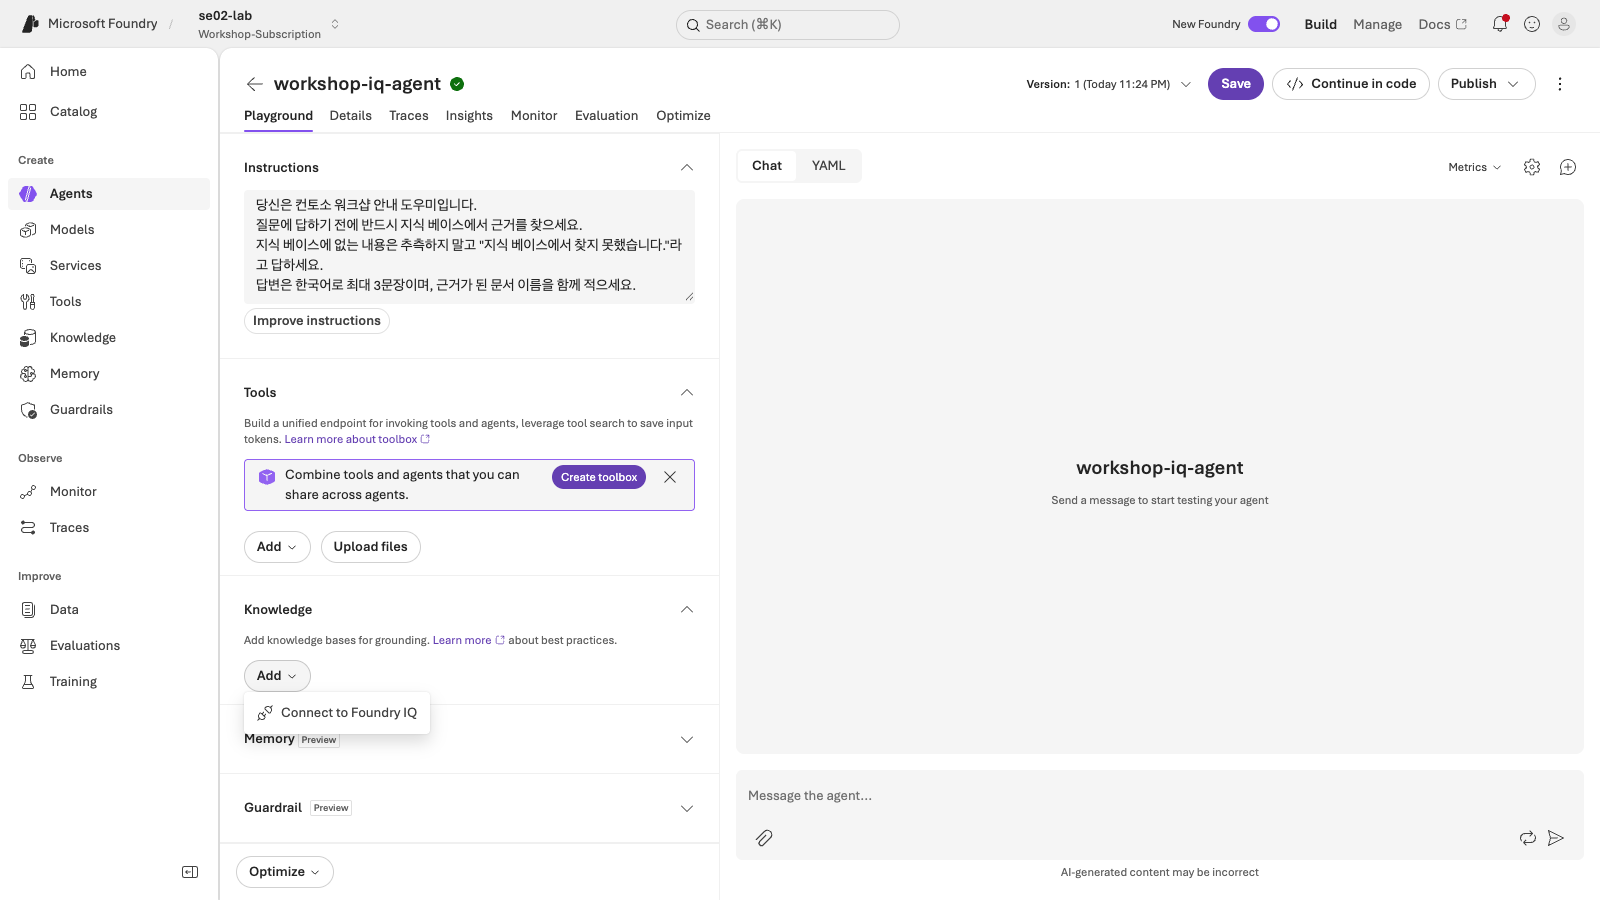 Microsoft Foundry
/
se02-lab
Workshop-Subscription
Search (⌘K)
New Foundry
Build
Manage
Docs
Home
Catalog
Create
Agents
Models
Services
Tools
Knowledge
Memory
Guardrails
Observe
Monitor
Traces
Improve
Data
Evaluations
Training
workshop-iq-agent
Version: 1 (Today 11:24 PM)
Save
Continue in code
Publish
Playground
Details
Traces
Insights
Monitor
Evaluation
Optimize
Instructions
당신은 컨토소 워크샵 안내 도우미입니다.
질문에 답하기 전에 반드시 지식 베이스에서 근거를 찾으세요.
지식 베이스에 없는 내용은 추측하지 말고 "지식 베이스에서 찾지 못했습니다."라
고 답하세요.
답변은 한국어로 최대 3문장이며, 근거가 된 문서 이름을 함께 적으세요.
Improve instructions
Tools
Build a unified endpoint for invoking tools and agents, leverage tool search to save input
tokens. Learn more about toolbox
Combine tools and agents that you can
share across agents.
Create toolbox
Add
Upload files
Knowledge
Add knowledge bases for grounding. Learn more about best practices.
Add
Connect to Foundry IQ
Memory Preview
Guardrail Preview
Optimize
Chat
YAML
Metrics
workshop-iq-agent
Send a message to start testing your agent
Message the agent...
AI-generated content may be incorrect